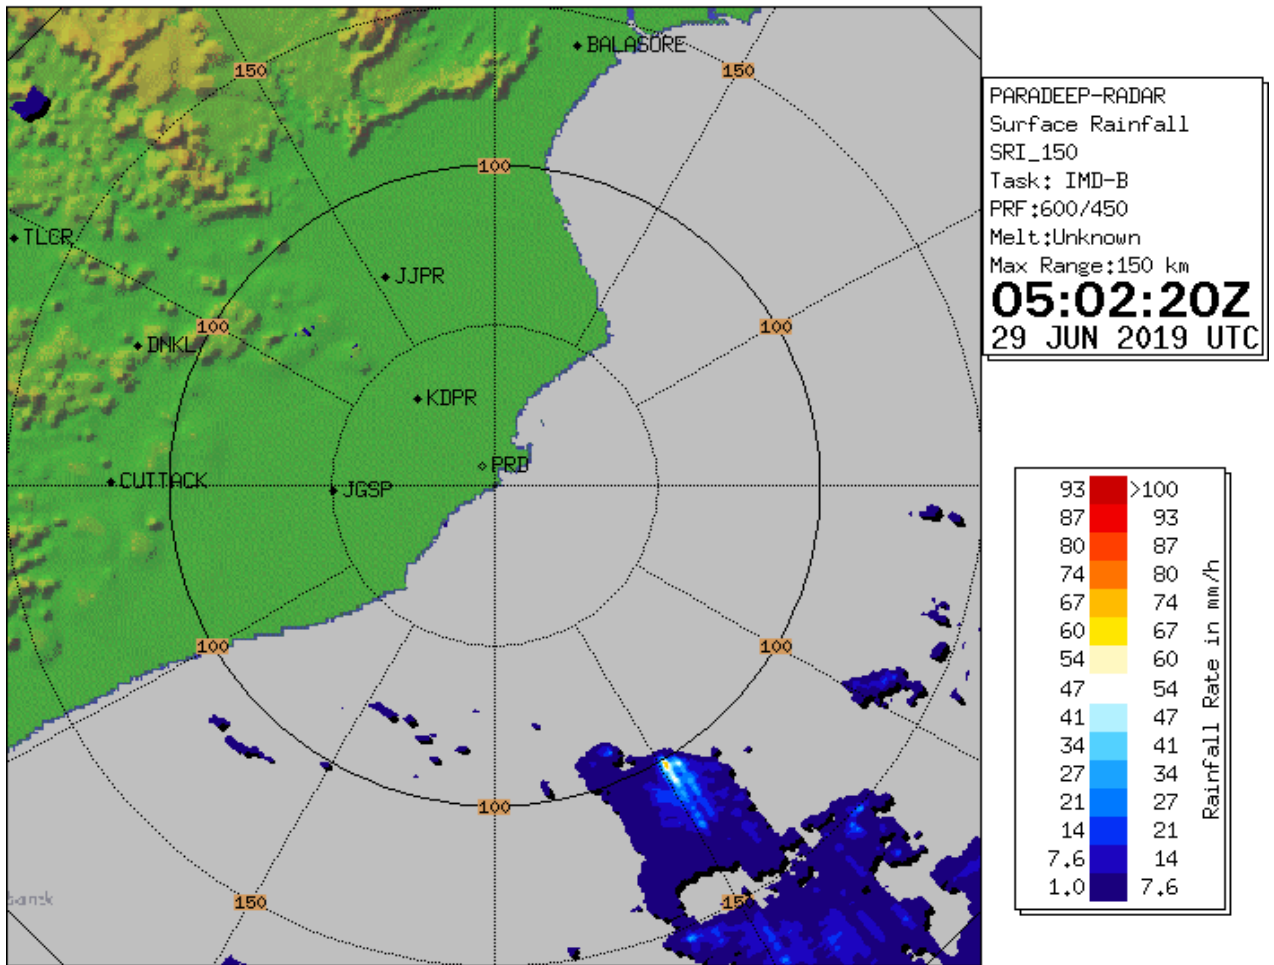 BALASORE
150
150
PARADEEP-RADAR
Surface Rainfall
SRI_150
Task: IMD-B
PRF:600/450
Melt:Unknown
Max Range:150 km
05:02:20Z
29 JUN 2019 UTC
100
TLCR
JJPR
100
100
DNKL
KDPR
PRD
CUTTACK
JGSP
93 >100
87 93
80 87
74 80
67 74
60 67
54 60
47 54
41 47
34 41
27 34
21 27
14 21
7.6 14
1.0 7.6
Rainfall Rate in mm/h
100
100
100
150
150